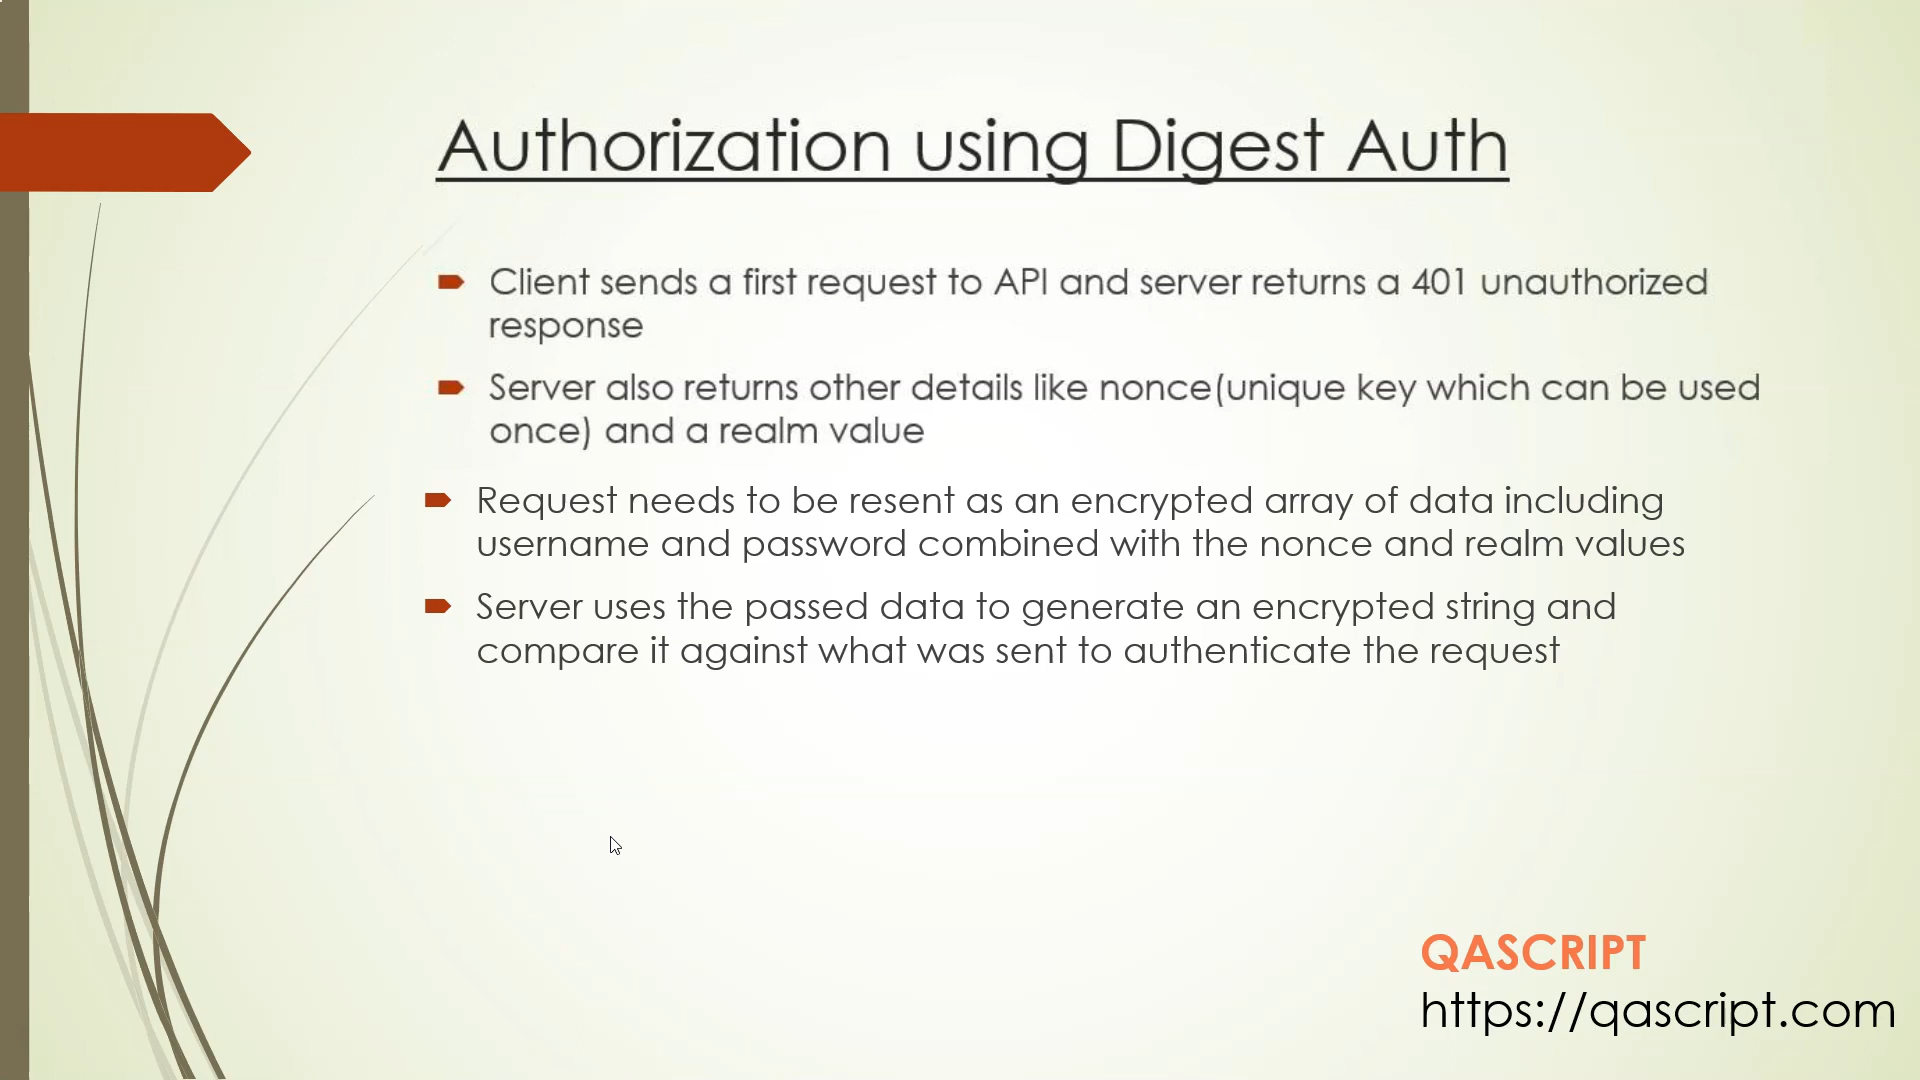 Authorization using Digest Auth
Client sends a first request to API and server returns a 401 unauthorized
response
Server also returns other details like nonce(unique key which can be used
once) and a realm value
Request needs to be resent as an encrypted array of data including
username and password combined with the nonce and realm values
Server uses the passed data to generate an encrypted string and
compare it against what was sent to authenticate the request
QASCRIPT
https://qascript.com